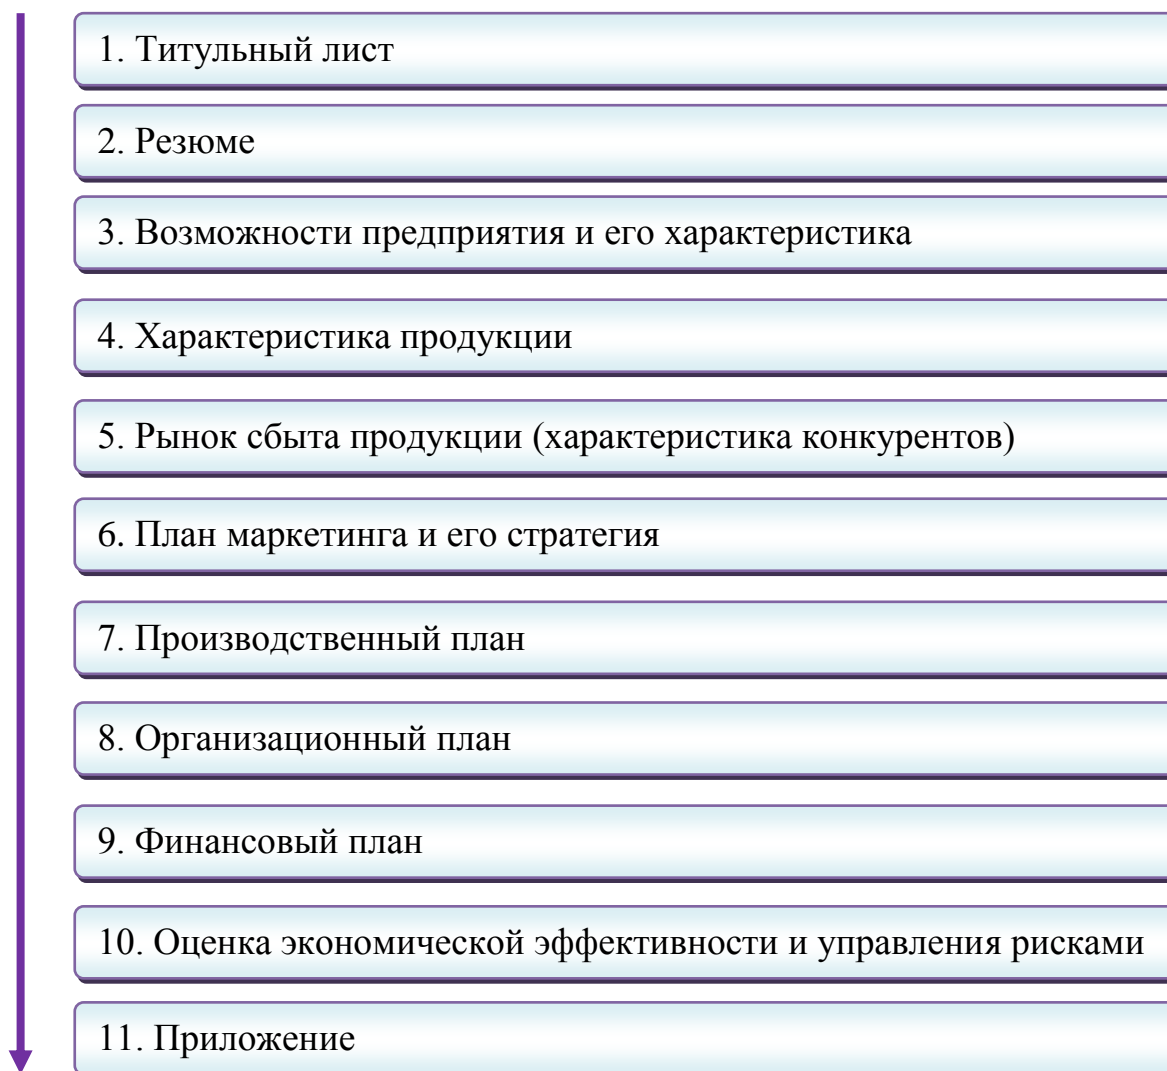 1. Титульный лист
2. Резюме
3. Возможности предприятия и его характеристика
4. Характеристика продукции
5. Рынок сбыта продукции (характеристика конкурентов)
6. План маркетинга и его стратегия
7. Производственный план
8. Организационный план
9. Финансовый план
10. Оценка экономической эффективности и управления рисками
11. Приложение